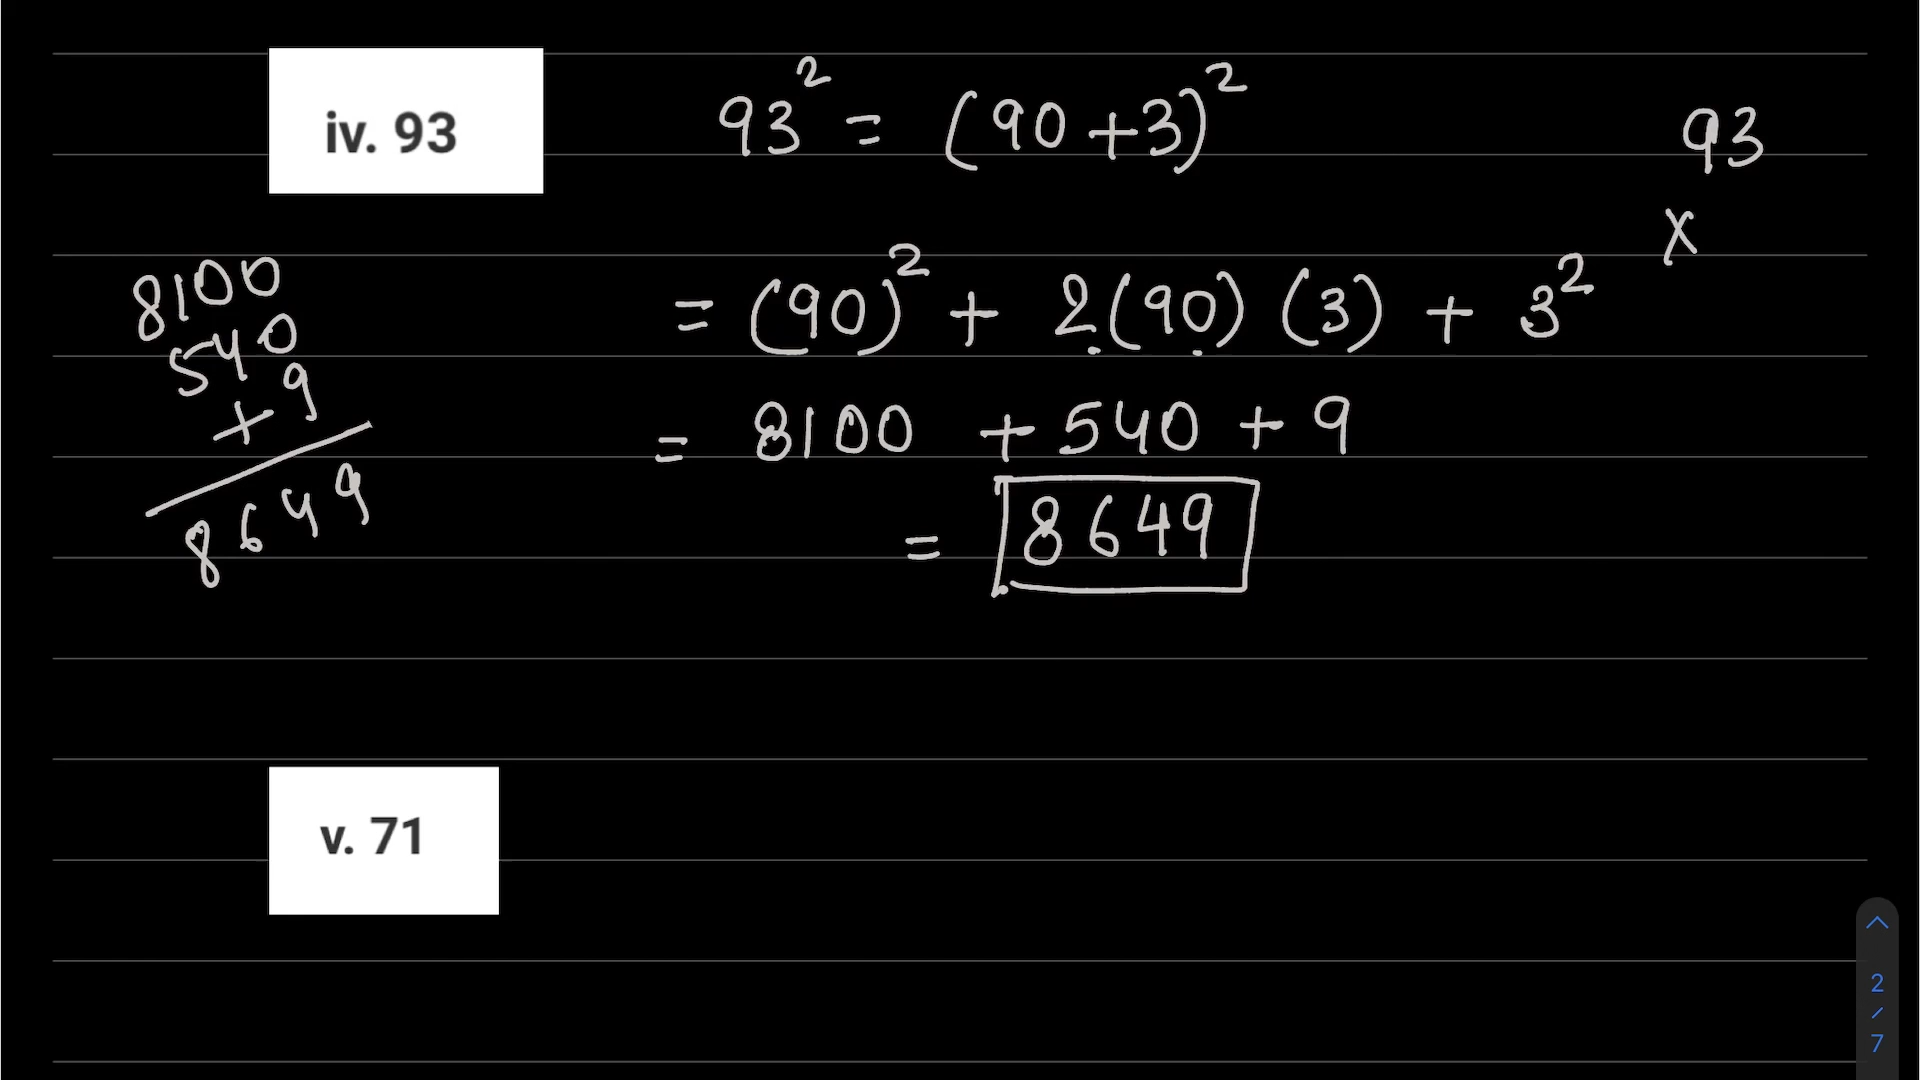 iv. 93
93² = (90+3)²
93
x
= (90)² + 2(90) (3) + 3²
8100
540
+ 9
8649
= 8100 + 540 + 9
= 8649
v. 71
2
/
7